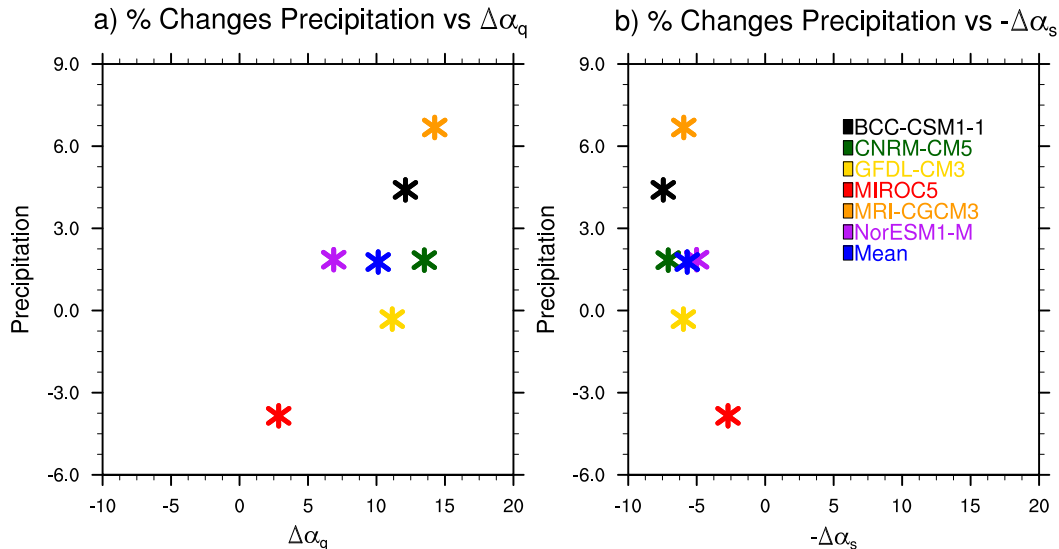 a) % Changes Precipitation vs Δα_q
9.0
6.0
3.0
0.0
-3.0
-6.0
Precipitation
-10 -5 0 5 10 15 20
Δα_q
b) % Changes Precipitation vs -Δα_s
9.0
6.0
3.0
0.0
-3.0
-6.0
Precipitation
BCC-CSM1-1
CNRM-CM5
GFDL-CM3
MIROC5
MRI-CGCM3
NorESM1-M
Mean
-10 -5 0 5 10 15 20
-Δα_s